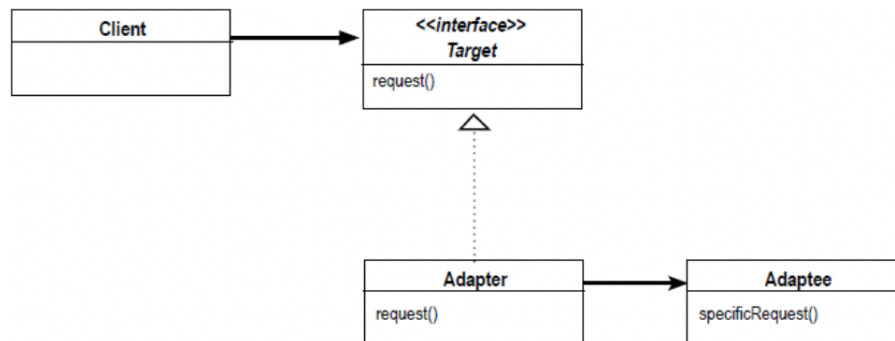 Client
<<interface>>
Target
request()
Adapter
request()
Adaptee
specificRequest()